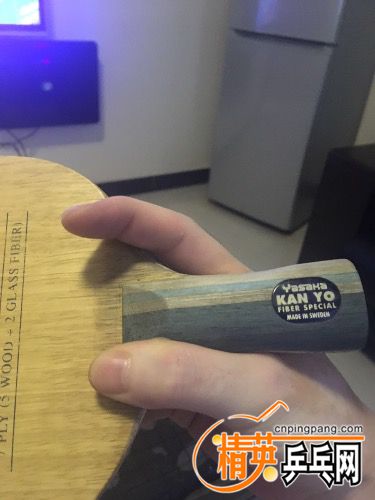 7 PLY (5 WOOD + 2 GLASS FIBER)
Yasaka
KAN YO
FIBER SPECIAL
MADE IN SWEDEN
cnpingpang.com
精英乒乓网